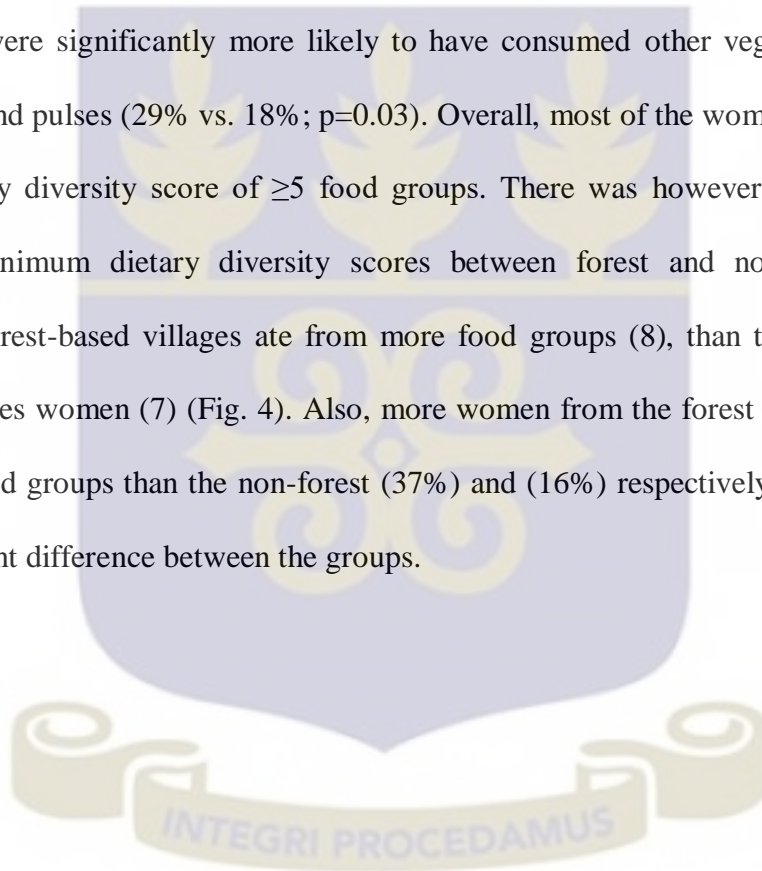 were significantly more likely to have consumed other veg
nd pulses (29% vs. 18%; p=0.03). Overall, most of the wom
y diversity score of ≥5 food groups. There was however
nimum dietary diversity scores between forest and no
rest-based villages ate from more food groups (8), than t
es women (7) (Fig. 4). Also, more women from the forest
d groups than the non-forest (37%) and (16%) respectively
nt difference between the groups.
INTEGRI PROCEDAMUS